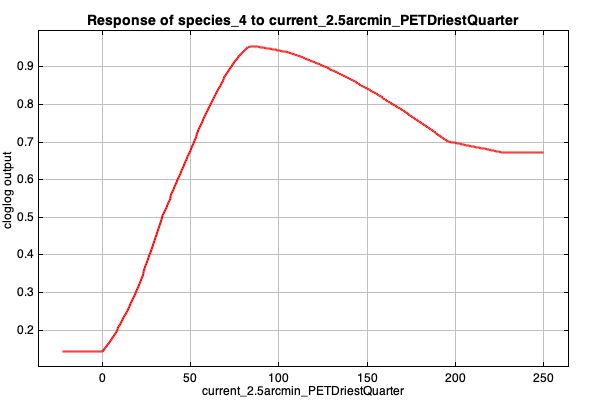 Response of species_4 to current_2.5arcmin_PETDriestQuarter
cloglog output
0.9
0.8
0.7
0.6
0.5
0.4
0.3
0.2
0 50 100 150 200 250
current_2.5arcmin_PETDriestQuarter